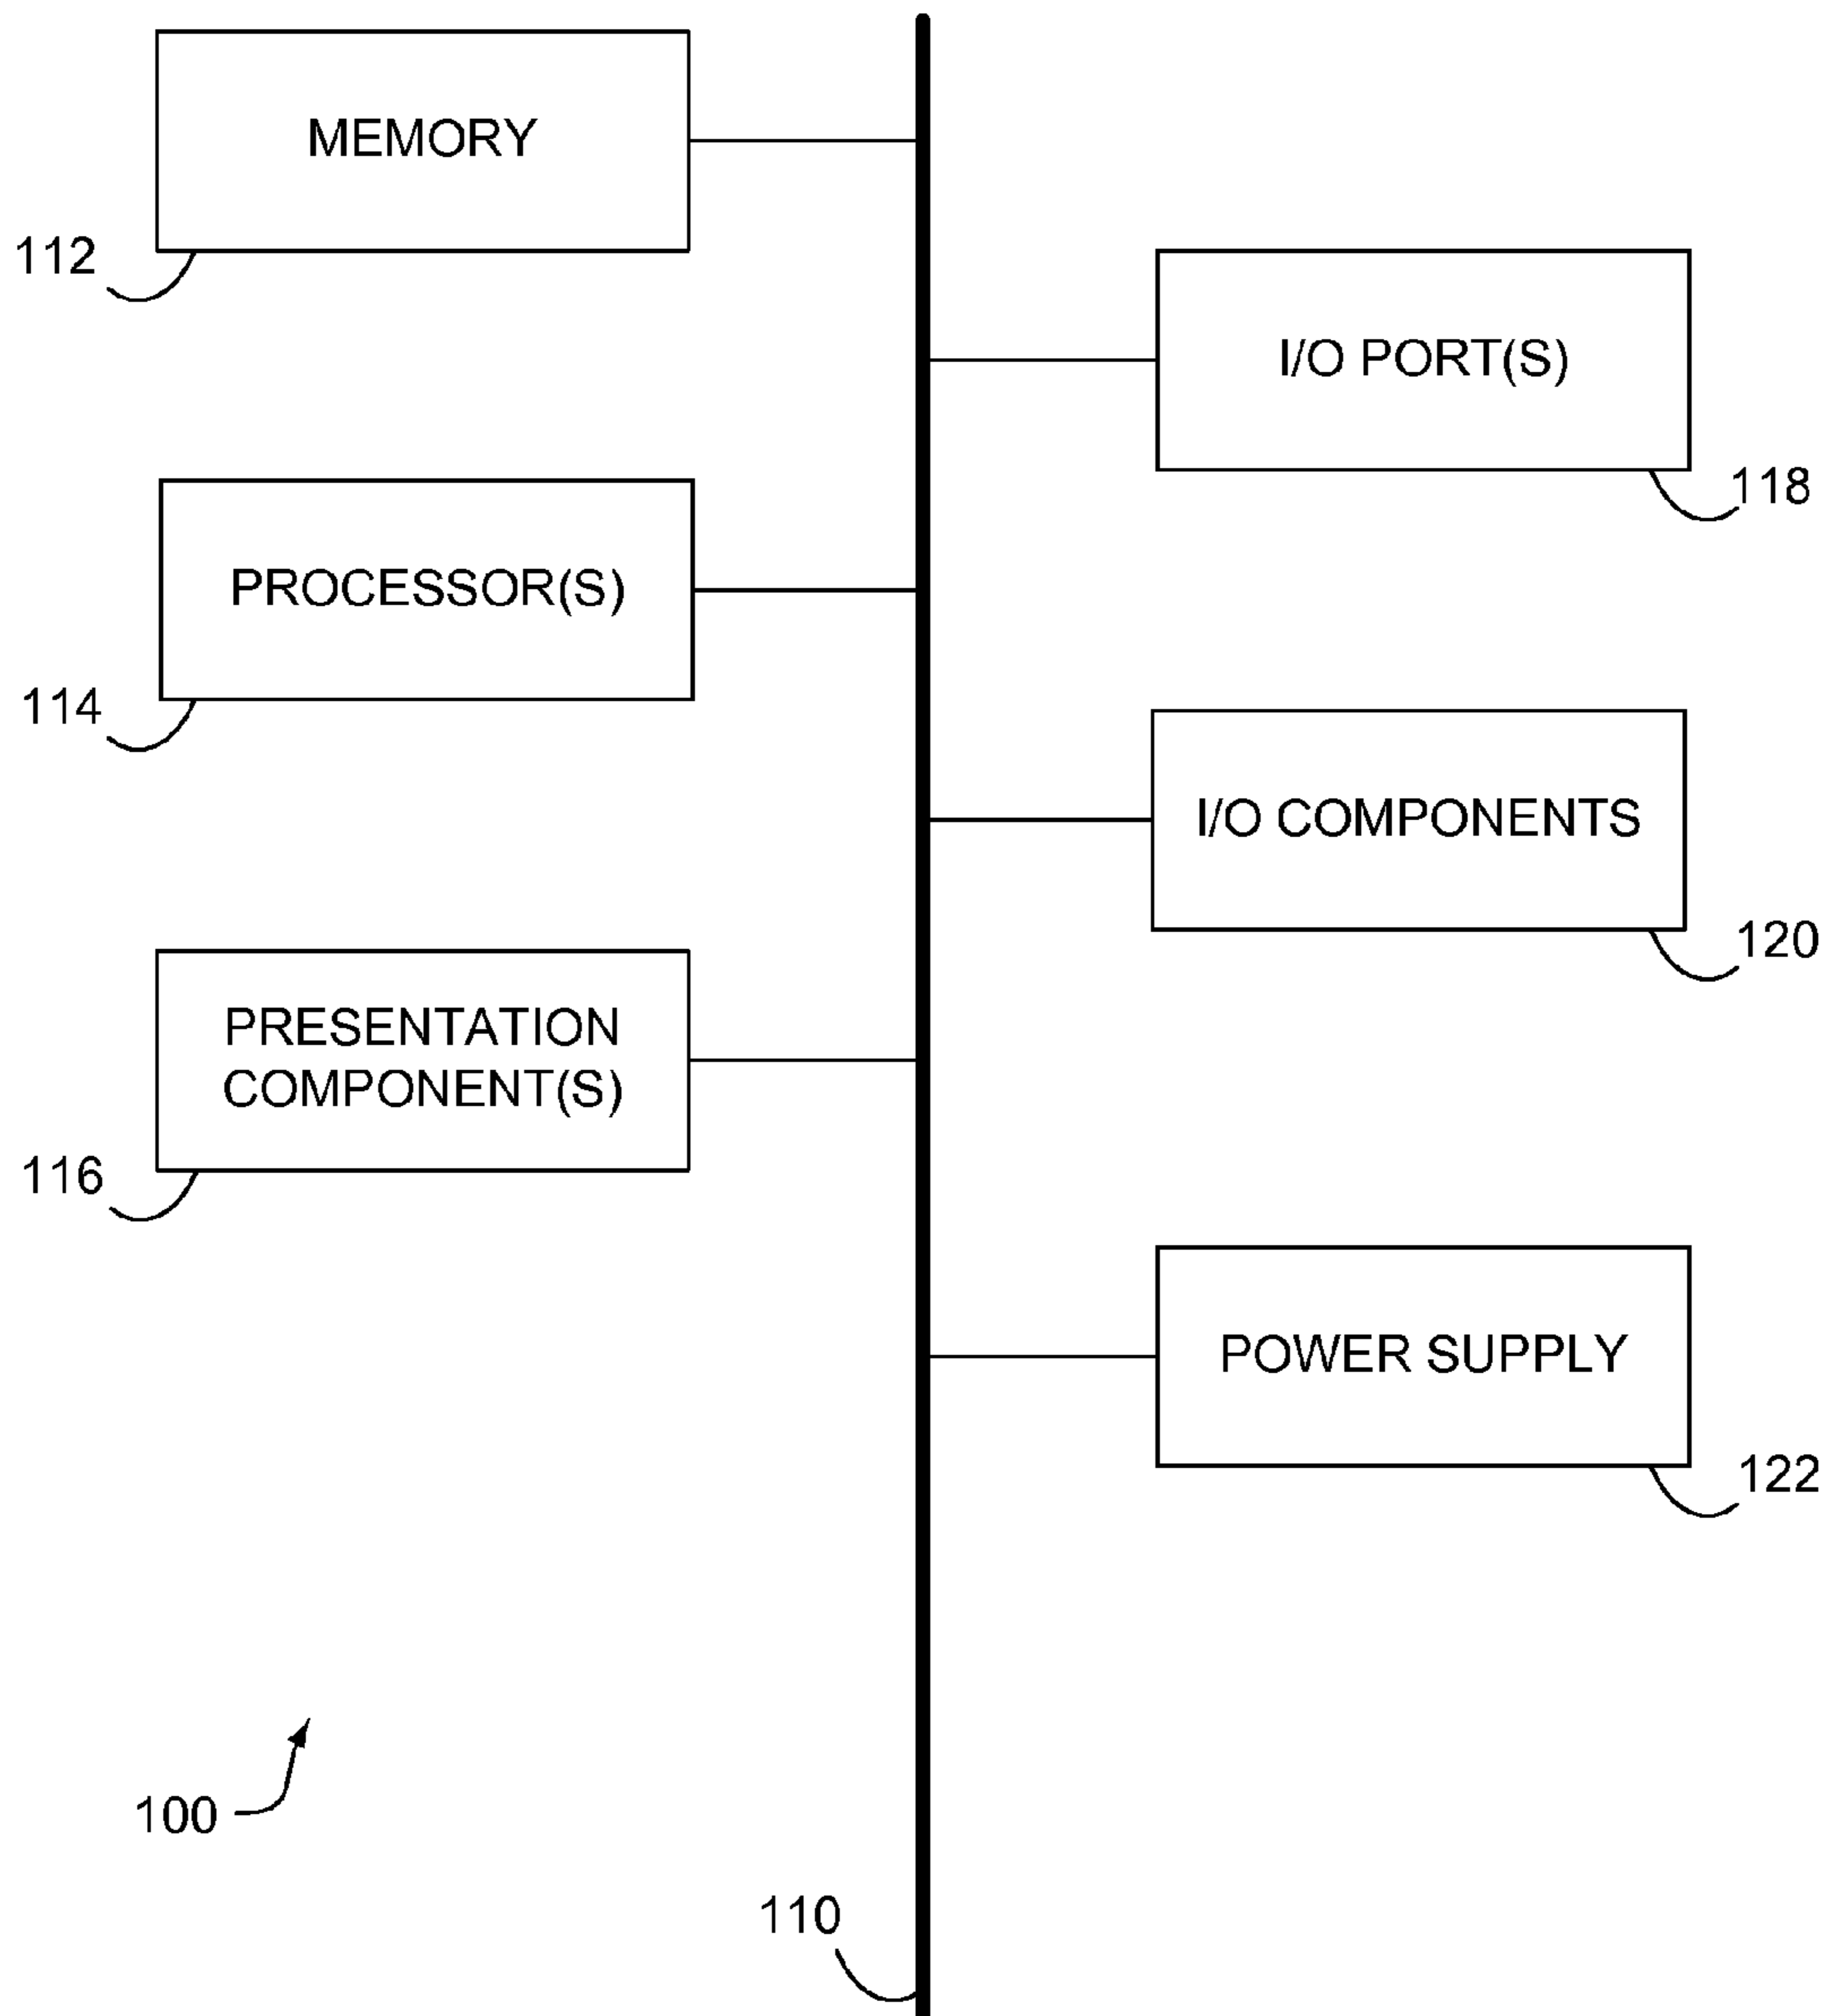 MEMORY
112
I/O PORT(S)
118
PROCESSOR(S)
114
I/O COMPONENTS
120
PRESENTATION
COMPONENT(S)
116
POWER SUPPLY
122
100
110